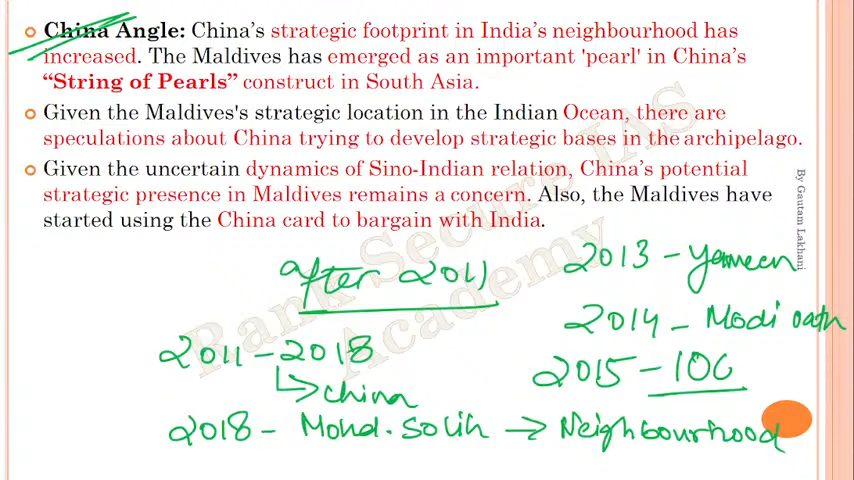 China Angle: China's strategic footprint in India's neighbourhood has
increased. The Maldives has emerged as an important 'pearl' in China's
"String of Pearls" construct in South Asia.
Given the Maldives's strategic location in the Indian Ocean, there are
speculations about China trying to develop strategic bases in the archipelago.
Given the uncertain dynamics of Sino-Indian relation, China's potential
strategic presence in Maldives remains a concern. Also, the Maldives have
started using the China card to bargain with India.
By Gautam Lakhani
Rank Secure IAS
Academy
after 2011
2013 - Yameen
2014 - Modi oath
2011 - 2018
China
2015 - IOC
2018 - Mohd. Solih → Neighbourhood